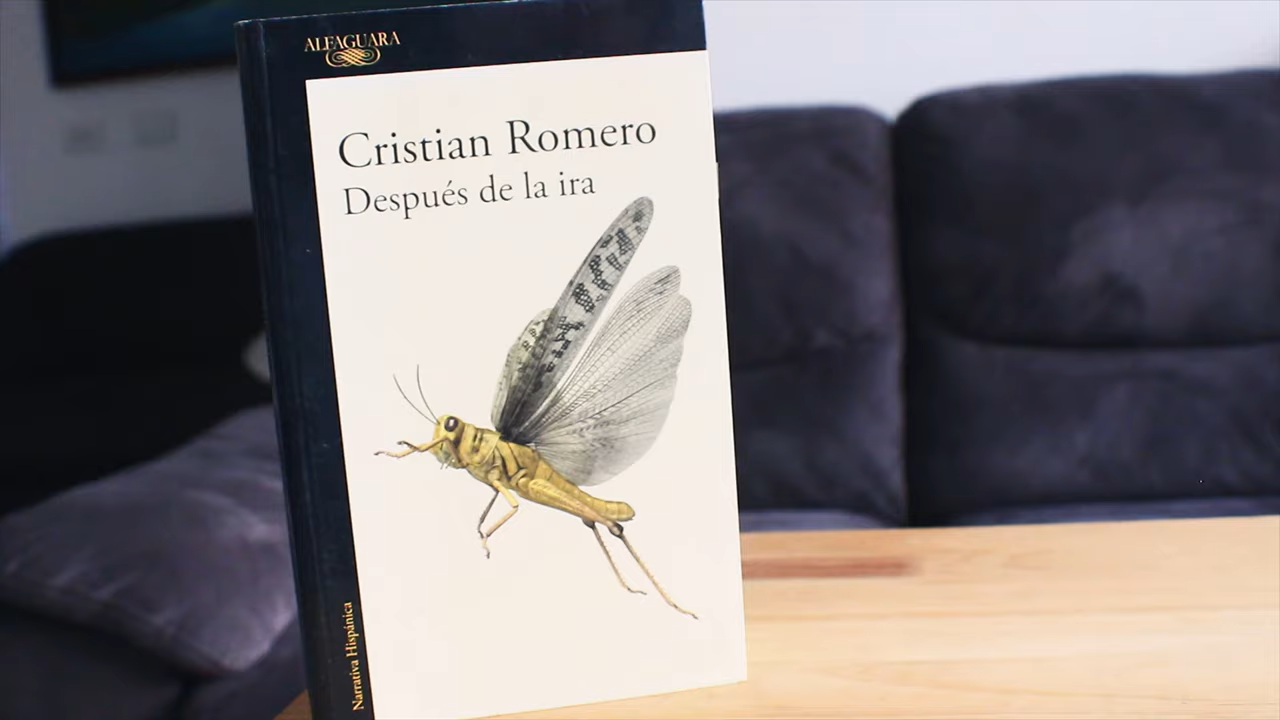 ALFAGUARA
Cristian Romero
Después de la ira
Narrativa Hispánica